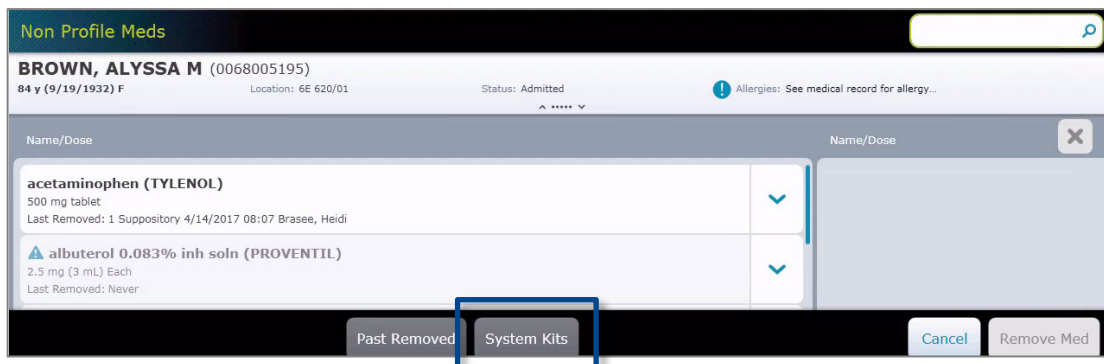 Non Profile Meds
BROWN, ALYSSA M (0068005195)
84 y (9/19/1932) F Location: 6E 620/01 Status: Admitted Allergies: See medical record for allergy...
Name/Dose Name/Dose
acetaminophen (TYLENOL)
500 mg tablet
Last Removed: 1 Suppository 4/14/2017 08:07 Brasee, Heidi
albuterol 0.083% inh soln (PROVENTIL)
2.5 mg (3 mL) Each
Last Removed: Never
Past Removed System Kits Cancel Remove Med